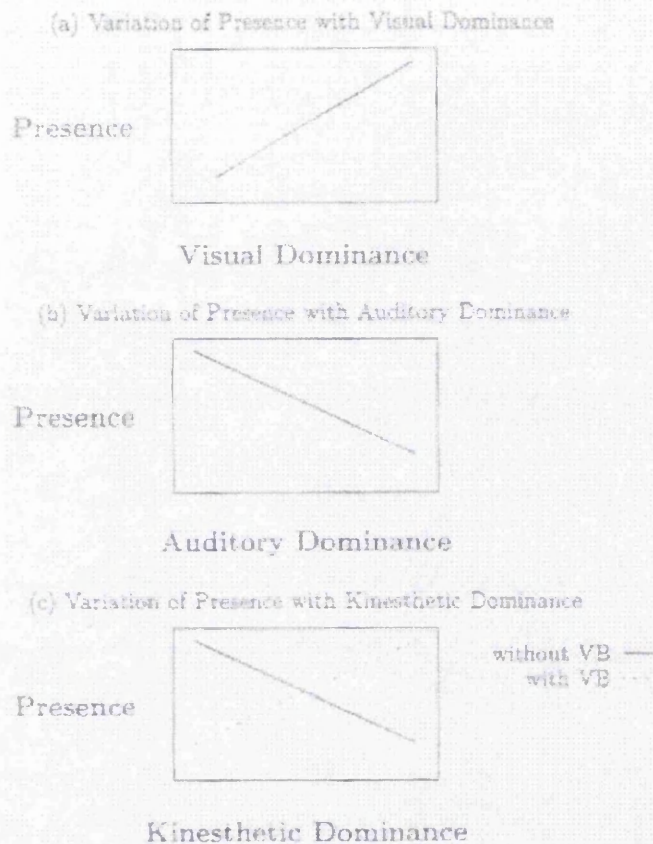 (a) Variation of Presence with Visual Dominance
Presence
Visual Dominance
(b) Variation of Presence with Auditory Dominance
Presence
Auditory Dominance
(c) Variation of Presence with Kinesthetic Dominance
without VB
with VB
Presence
Kinesthetic Dominance